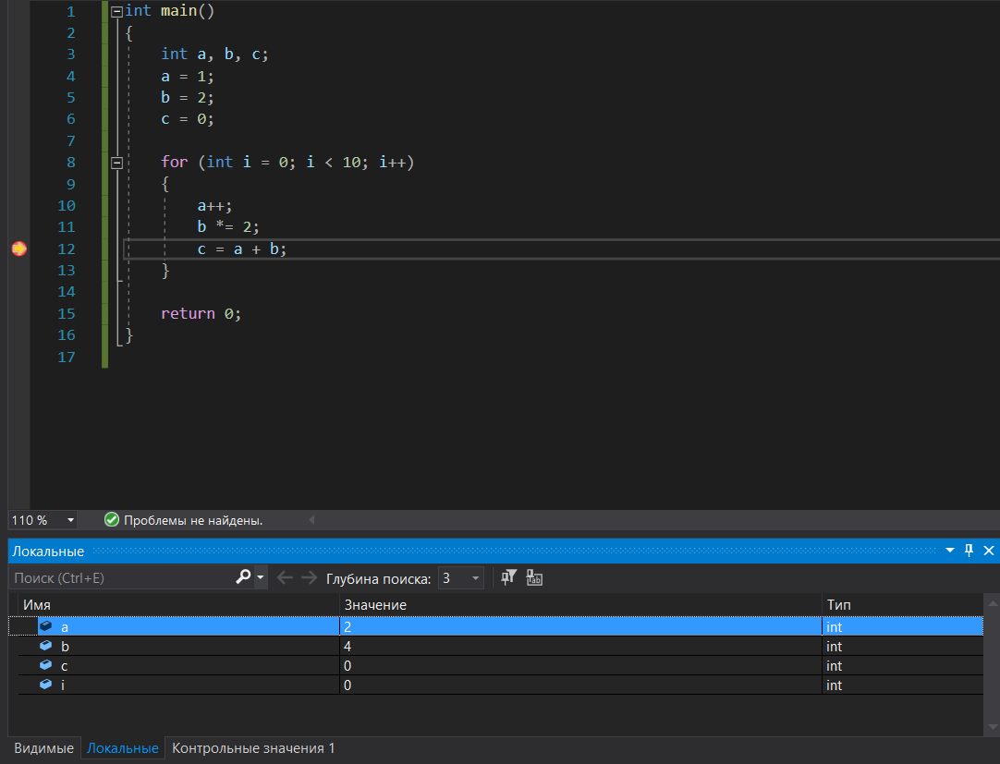 1 int main()
2 {
3 int a, b, c;
4 a = 1;
5 b = 2;
6 c = 0;
7
8 for (int i = 0; i < 10; i++)
9 {
10 a++;
11 b *= 2;
12 c = a + b;
13 }
14
15 return 0;
16 }
17
110 % Проблемы не найдены.
Локальные
Поиск (Ctrl+E) Глубина поиска: 3
Имя Значение Тип
a 2 int
b 4 int
c 0 int
i 0 int
Видимые Локальные Контрольные значения 1